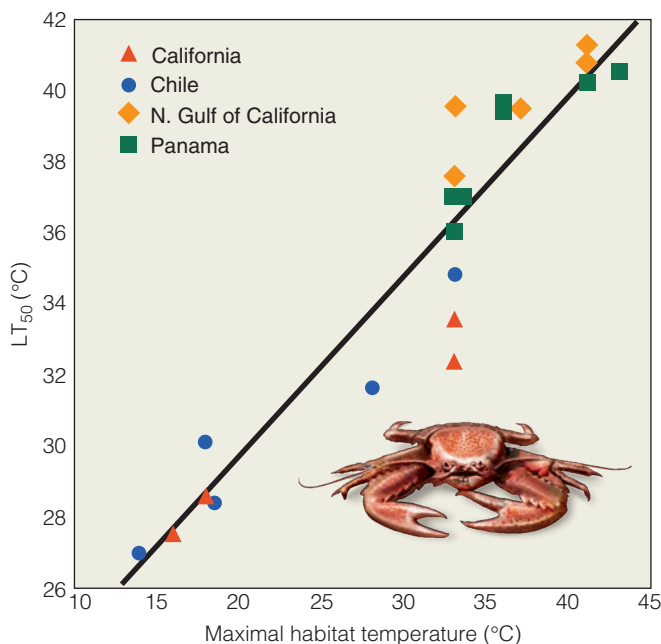 42
40
38
36
34
32
30
28
26
LT50 (°C)
California
Chile
N. Gulf of California
Panama
10 15 20 25 30 35 40 45
Maximal habitat temperature (°C)